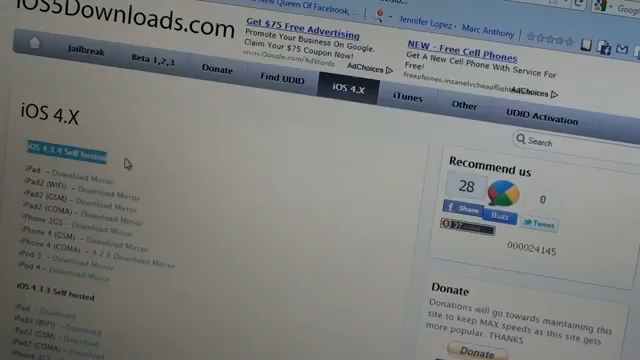 iOS5Downloads.com
New Queen Of Facebook,...
Jennifer Lopez
Marc Anthony
Get $75 Free Advertising
Promote Your Business On Google.
Claim Your $75 Coupon Now!
www.Google.com/AdWords
AdChoices
NEW - Free Cell Phones
Get A New Cell Phone With Service For
Free!
AdChoices
Jailbreak
Beta 1,2,3
Donate
Find UDID
iOS 4.X
iTunes
Other
UDID Activation
Search
iOS 4.X
iOS 4.3.4 Self hosted
iPad - Download Mirror
iPad2 (WIFI) - Download Mirror
iPad2 (GSM) - Download Mirror
iPad2 (CDMA) - Download Mirror
iPhone 3GS - Download Mirror
iPhone 4 (GSM) - Download Mirror
iPhone 4 (CDMA) - 4.2.9 Download Mirror
iPod 3 - Download Mirror
iPod 4 - Download Mirror
iOS 4.3.3 Self hosted
iPad - Download
iPad2 (WIFI) - Download
iPad2 (GSM) - Download
iPad2 (CDMA) - Download
Recommend us
28
0
Share
Buzz
Tweet
37
000024145
Donate
Donations will go towards maintaining this
site to keep MAX speeds as this site gets
more popular. THANKS
Donate